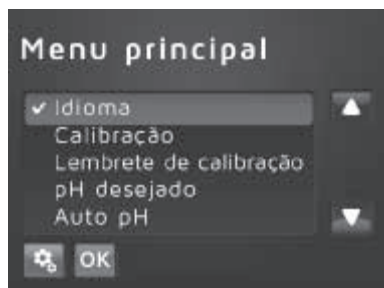 Menu principal
Idioma
Calibração
Lembrete de calibração
pH desejado
Auto pH
OK